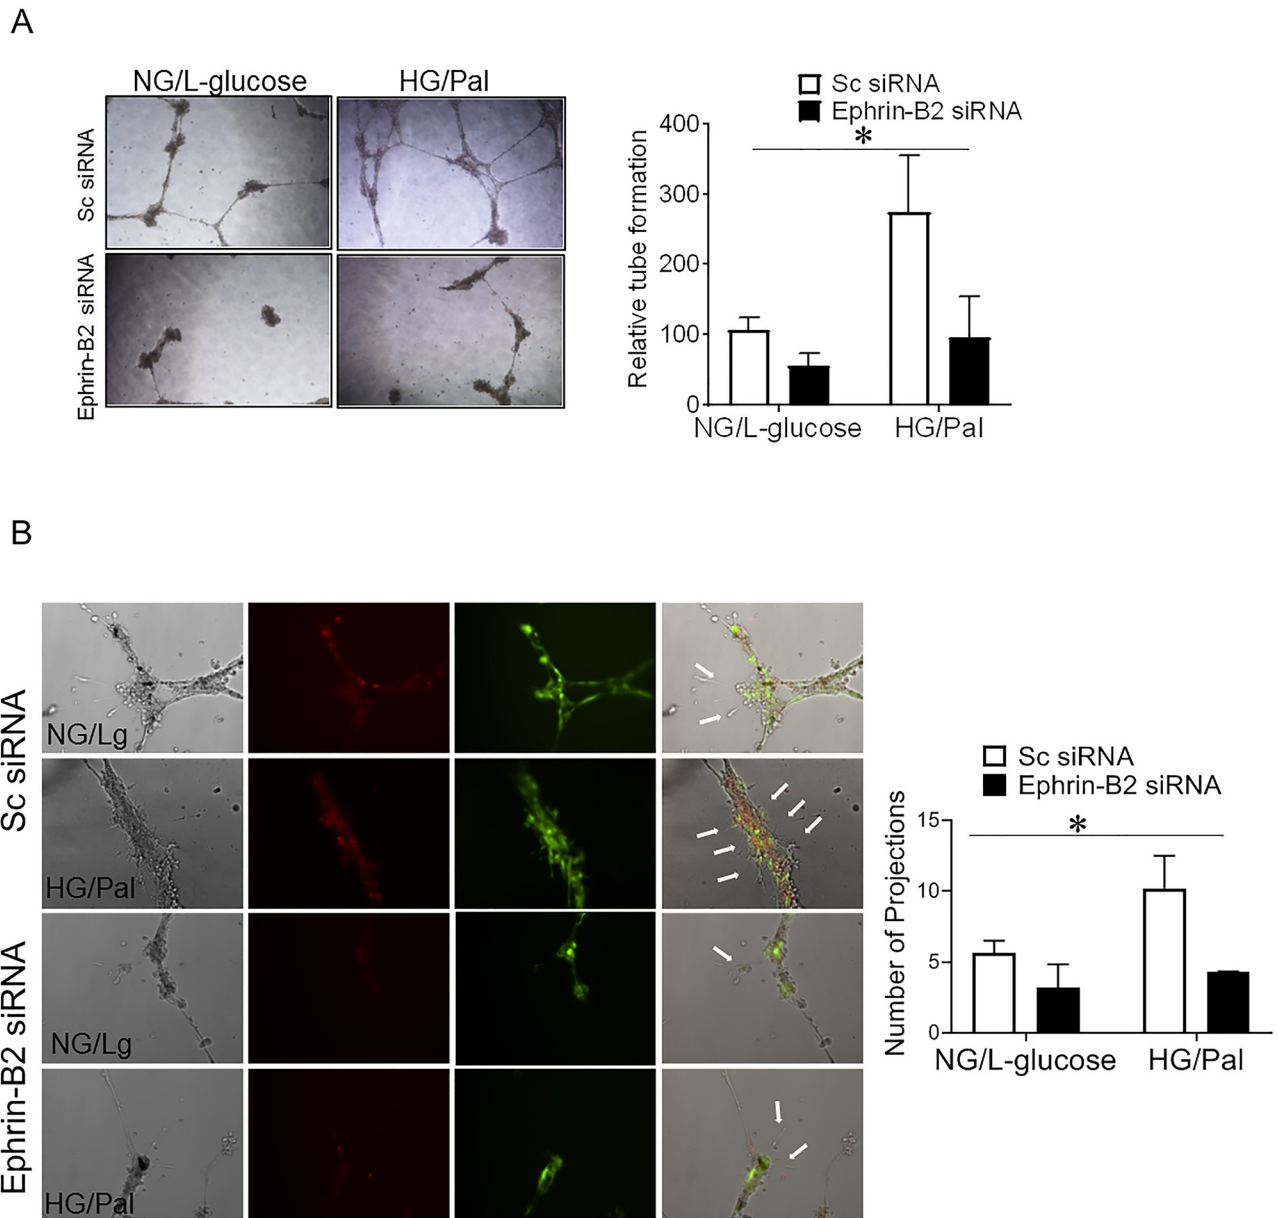 A
NG/L-glucose
HG/Pal
Sc siRNA
Ephrin-B2 siRNA
Sc siRNA
Ephrin-B2 siRNA
*
Relative tube formation
400
300
200
100
0
NG/L-glucose
HG/Pal
B
Sc siRNA
Ephrin-B2 siRNA
NG/Lg
HG/Pal
NG/Lg
HG/Pal
Sc siRNA
Ephrin-B2 siRNA
*
Number of Projections
15
10
5
0
NG/L-glucose
HG/Pal